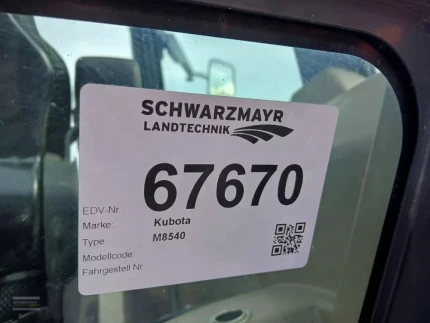 SCHWARZMAYR
LANDTECHNIK
EDV-Nr 67670
Marke: Kubota
Type: M8540
Modellcode:
Fahrgestell Nr